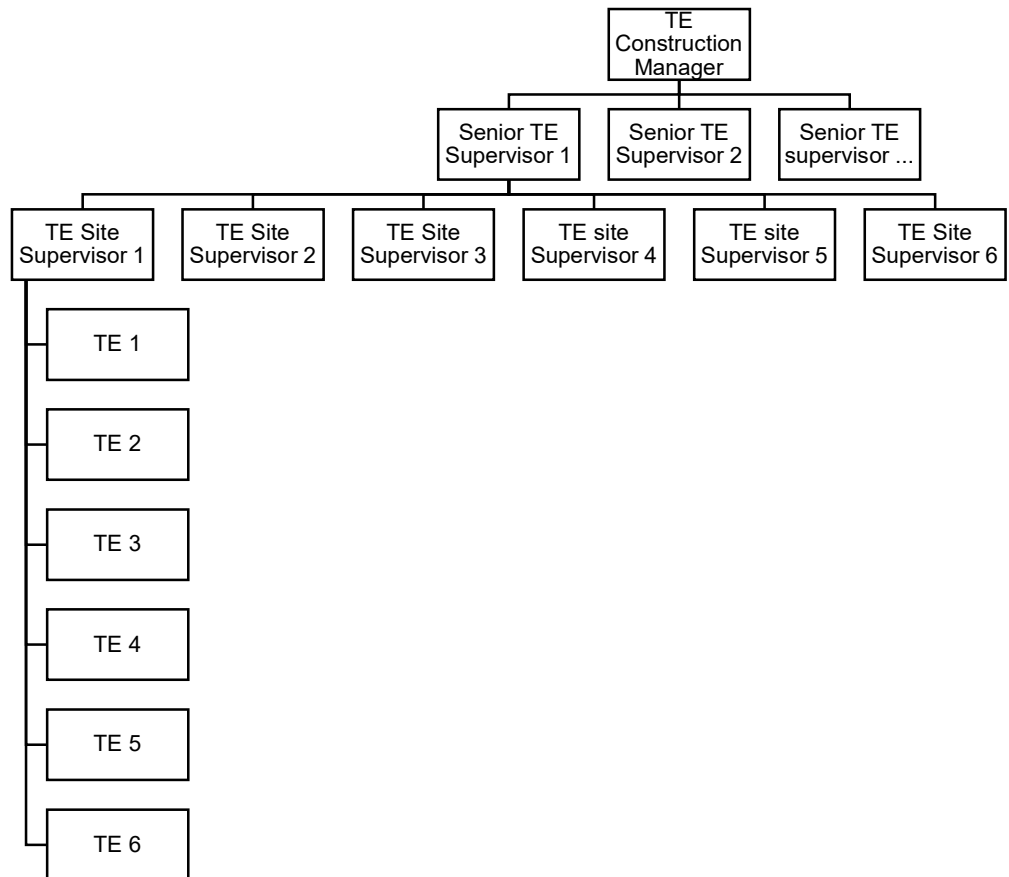 TE
Construction
Manager
Senior TE
Supervisor 1
Senior TE
Supervisor 2
Senior TE
supervisor ...
TE Site
Supervisor 1
TE Site
Supervisor 2
TE Site
Supervisor 3
TE site
Supervisor 4
TE site
Supervisor 5
TE Site
Supervisor 6
TE 1
TE 2
TE 3
TE 4
TE 5
TE 6